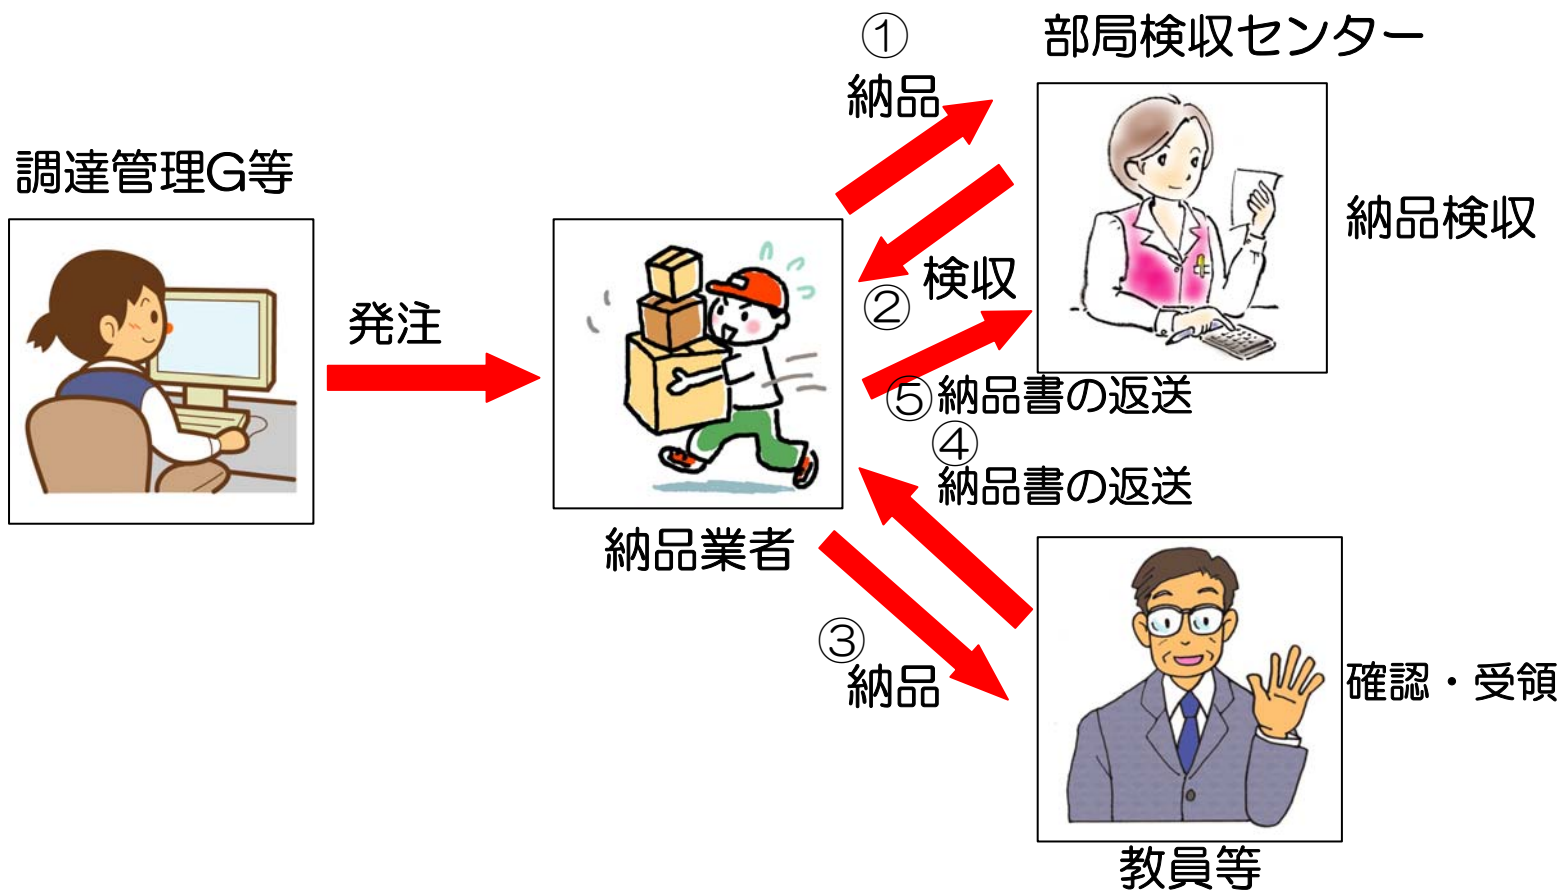 調達管理G等
発注
納品業者
①
納品
部局検収センター
納品検収
②
検収
⑤納品書の返送
④
納品書の返送
③
納品
確認・受領
教員等